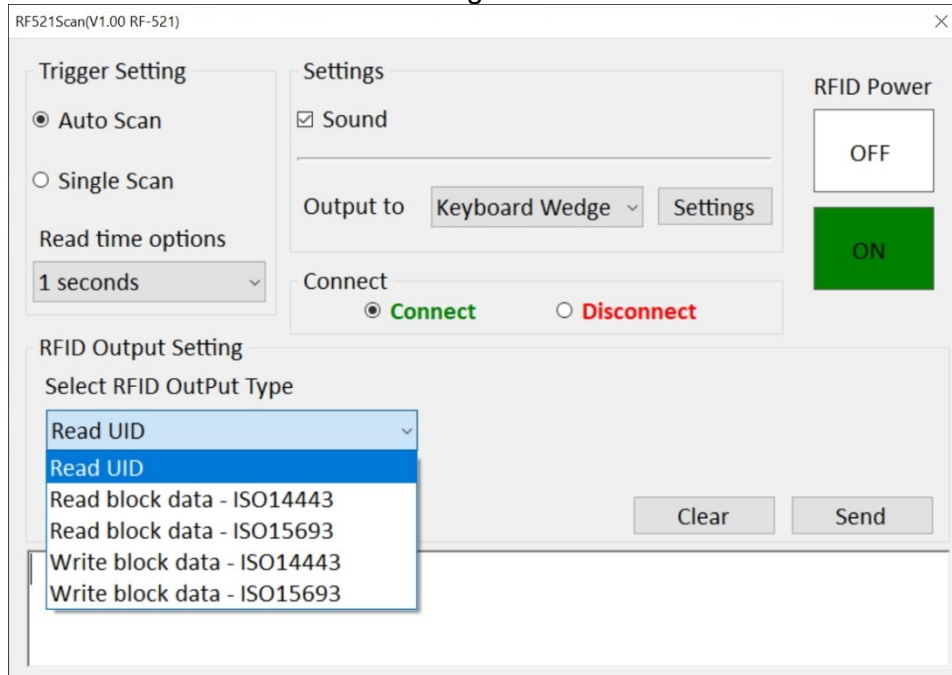 RF521Scan(V1.00 RF-521)
Trigger Setting
Auto Scan
Single Scan
Read time options
1 seconds
Settings
Sound
Output to Keyboard Wedge Settings
Connect
Connect Disconnect
RFID Power
OFF
ON
RFID Output Setting
Select RFID OutPut Type
Read UID
Read UID
Read block data - ISO14443
Read block data - ISO15693
Write block data - ISO14443
Write block data - ISO15693
Clear Send